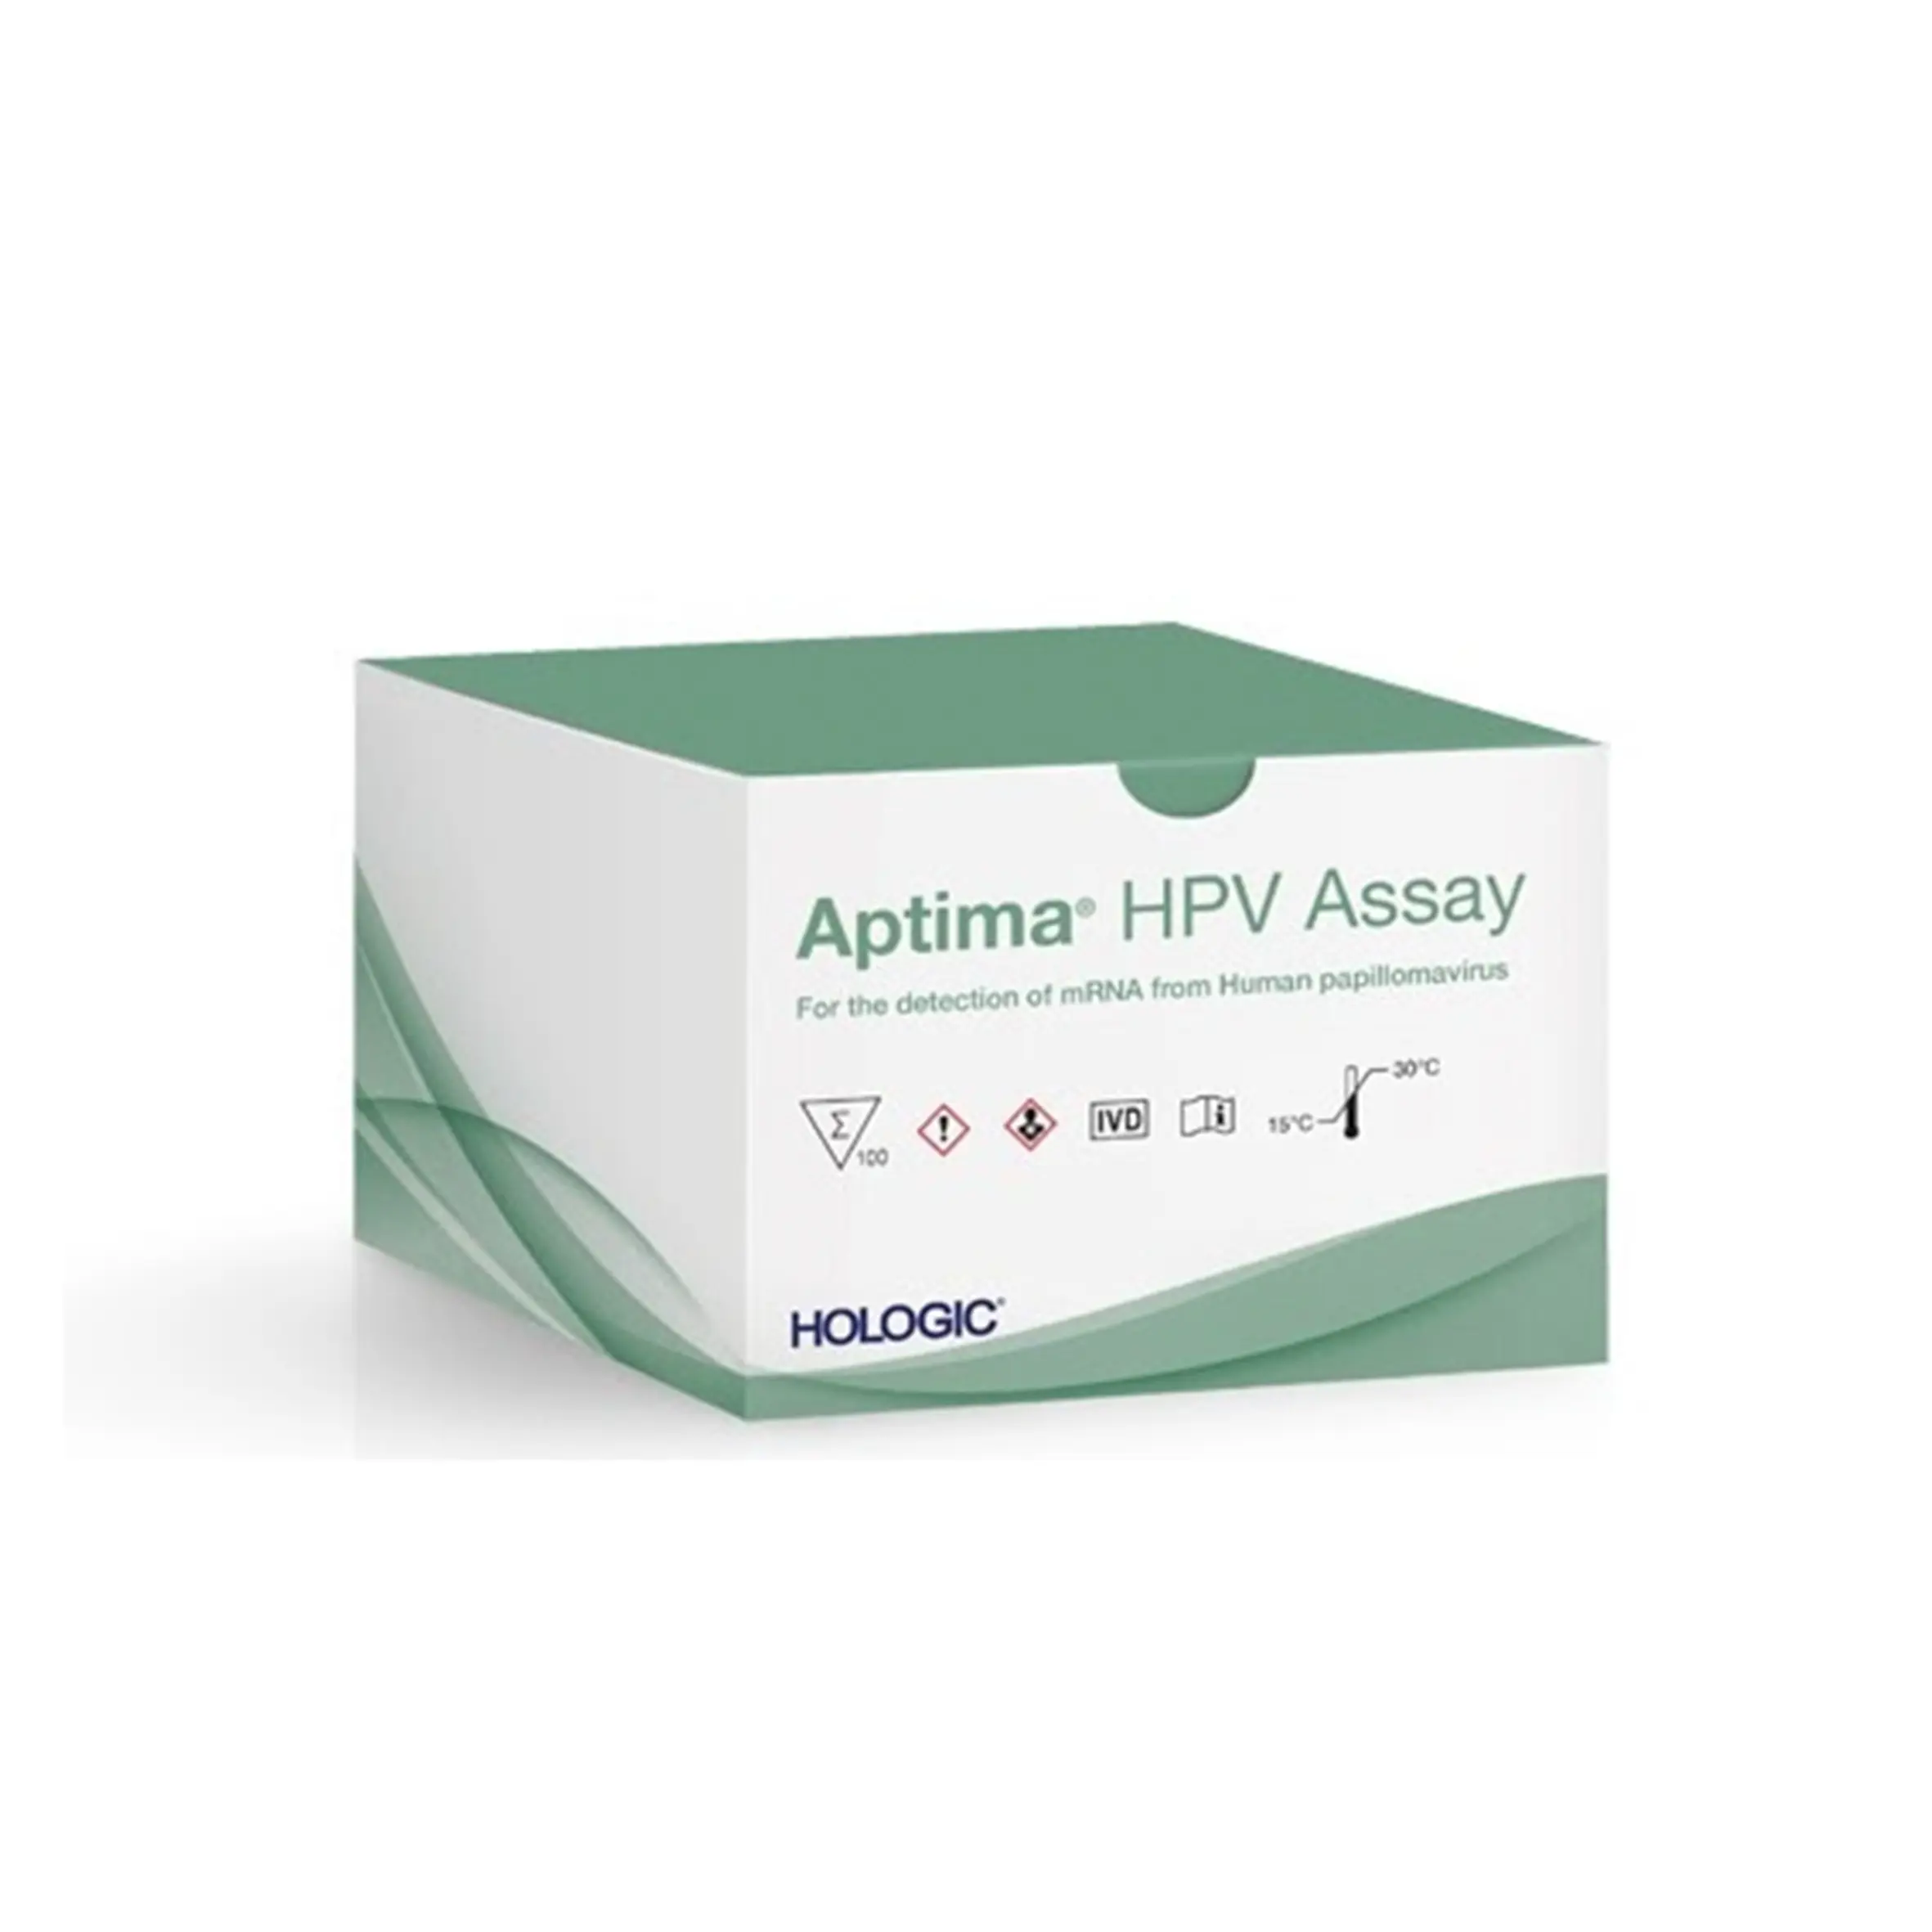 Aptima® HPV Assay
For the detection of mRNA from Human papillomavirus
Σ 100
IVD
i
15°C
30°C
HOLOGIC®